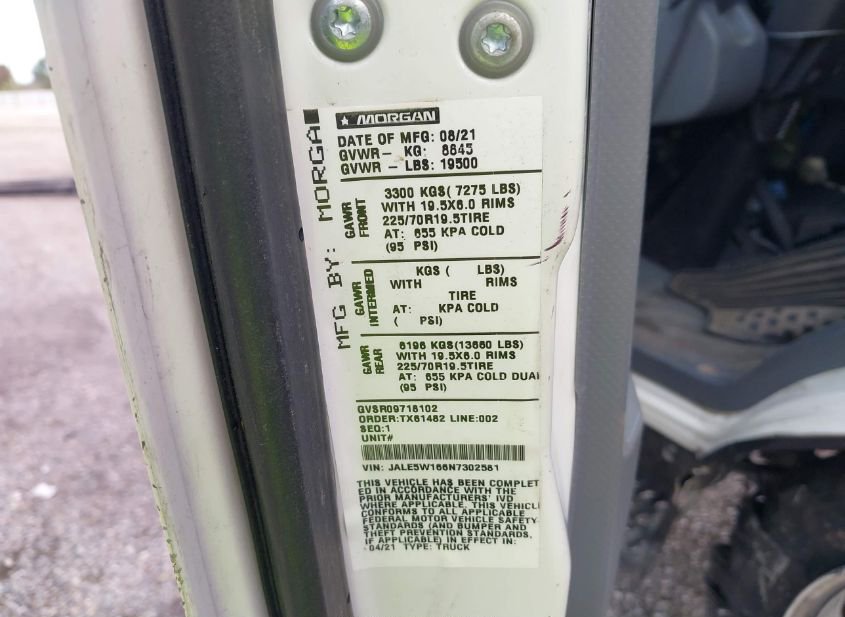 MORGAN
DATE OF MFG: 08/21
GVWR- KG: 8845
GVWR - LBS: 19500
MFG BY: MORGA
GAWR FRONT
3300 KGS( 7275 LBS)
WITH 19.5X6.0 RIMS
225/70R19.5TIRE
AT: 655 KPA COLD
(95 PSI)
GAWR INTERMED
KGS ( LBS)
WITH RIMS
TIRE
AT: KPA COLD
( PSI)
GAWR REAR
6196 KGS(13660 LBS)
WITH 19.5X6.0 RIMS
225/70R19.5TIRE
AT: 655 KPA COLD DUAL
(95 PSI)
GVSR09716102
ORDER:TX61482 LINE:002
SEQ:1
UNIT#
VIN: JALE5W166N7302581
THIS VEHICLE HAS BEEN COMPLET
ED IN ACCORDANCE WITH THE
PRIOR MANUFACTURERS' IVD
WHERE APPLICABLE. THIS VEHICL
CONFORMS TO ALL APPLICABLE
FEDERAL MOTOR VEHICLE SAFETY
STANDARDS (AND BUMPER AND
THEFT PREVENTION STANDARDS,
IF APPLICABLE) IN EFFECT IN:
04/21 TYPE: TRUCK